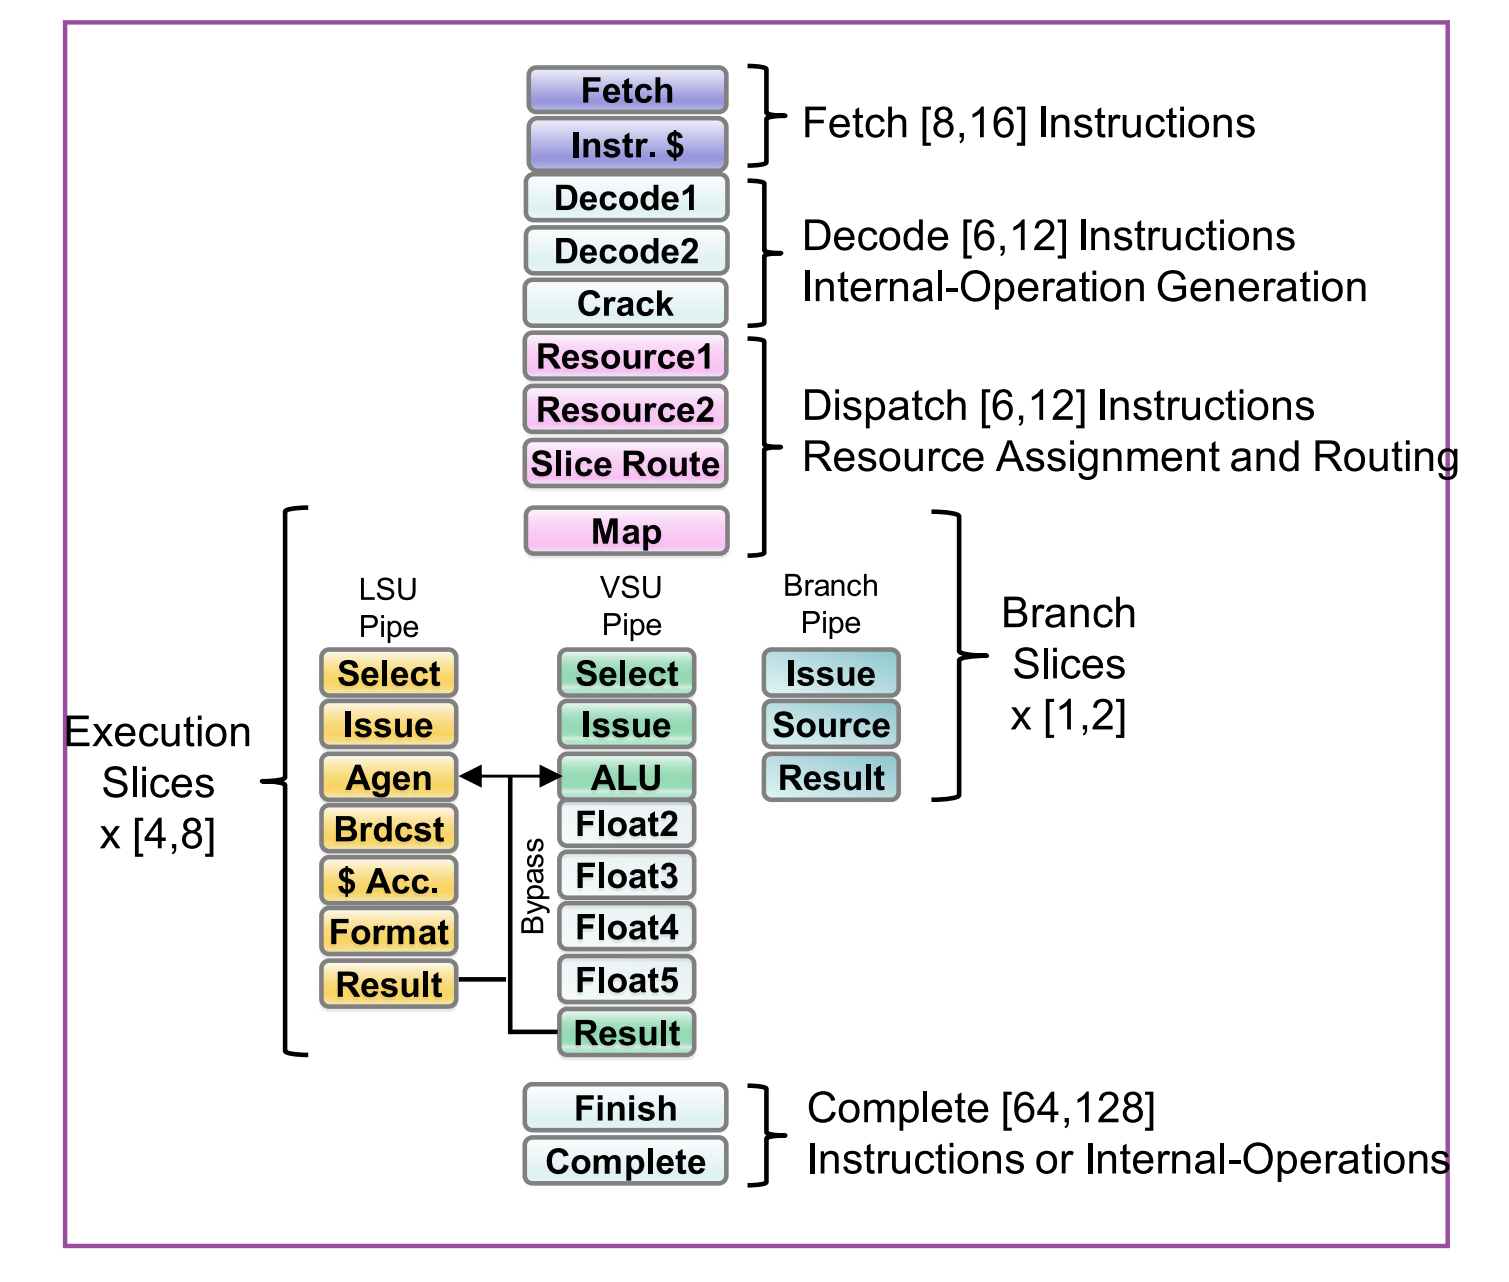 Fetch
Instr. $
Fetch [8,16] Instructions
Decode1
Decode2
Crack
Decode [6,12] Instructions
Internal-Operation Generation
Resource1
Resource2
Slice Route
Map
Dispatch [6,12] Instructions
Resource Assignment and Routing
Execution
Slices
x [4,8]
LSU
Pipe
Select
Issue
Agen
Brdcst
$ Acc.
Format
Result
Bypass
VSU
Pipe
Select
Issue
ALU
Float2
Float3
Float4
Float5
Result
Branch
Pipe
Issue
Source
Result
Branch
Slices
x [1,2]
Finish
Complete
Complete [64,128]
Instructions or Internal-Operations